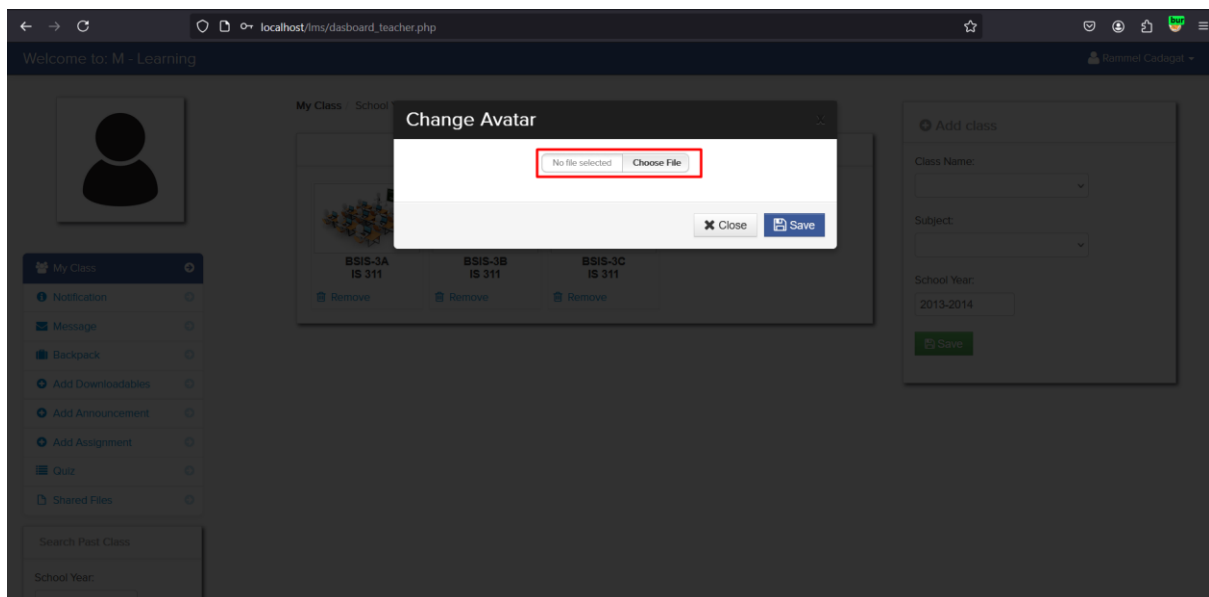 localhost/lms/dasboard_teacher.php
bur
Welcome to: M - Learning
Rommel Cadagat
My Class / School
Change Avatar
x
No file selected Choose File
Close Save
BSIS-3A
IS 311
Remove
BSIS-3B
IS 311
Remove
BSIS-3C
IS 311
Remove
My Class
Notification
Message
Backpack
Add Downloadables
Add Announcement
Add Assignment
Quiz
Shared Files
Search Past Class
School Year:
Add class
Class Name:
Subject:
School Year:
2013-2014
Save